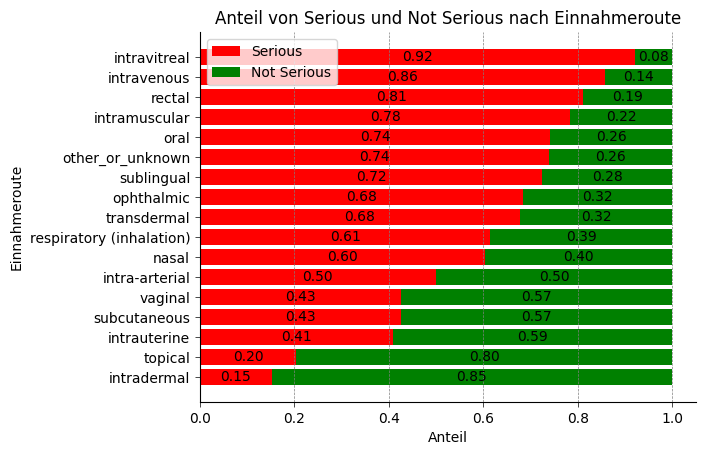 Anteil von Serious und Not Serious nach Einnahmeroute
Serious
Not Serious
Einnahmeroute
intravitreal 0.92 0.08
intravenous 0.86 0.14
rectal 0.81 0.19
intramuscular 0.78 0.22
oral 0.74 0.26
other_or_unknown 0.74 0.26
sublingual 0.72 0.28
ophthalmic 0.68 0.32
transdermal 0.68 0.32
respiratory (inhalation) 0.61 0.39
nasal 0.60 0.40
intra-arterial 0.50 0.50
vaginal 0.43 0.57
subcutaneous 0.43 0.57
intrauterine 0.41 0.59
topical 0.20 0.80
intradermal 0.15 0.85
0.0 0.2 0.4 0.6 0.8 1.0
Anteil